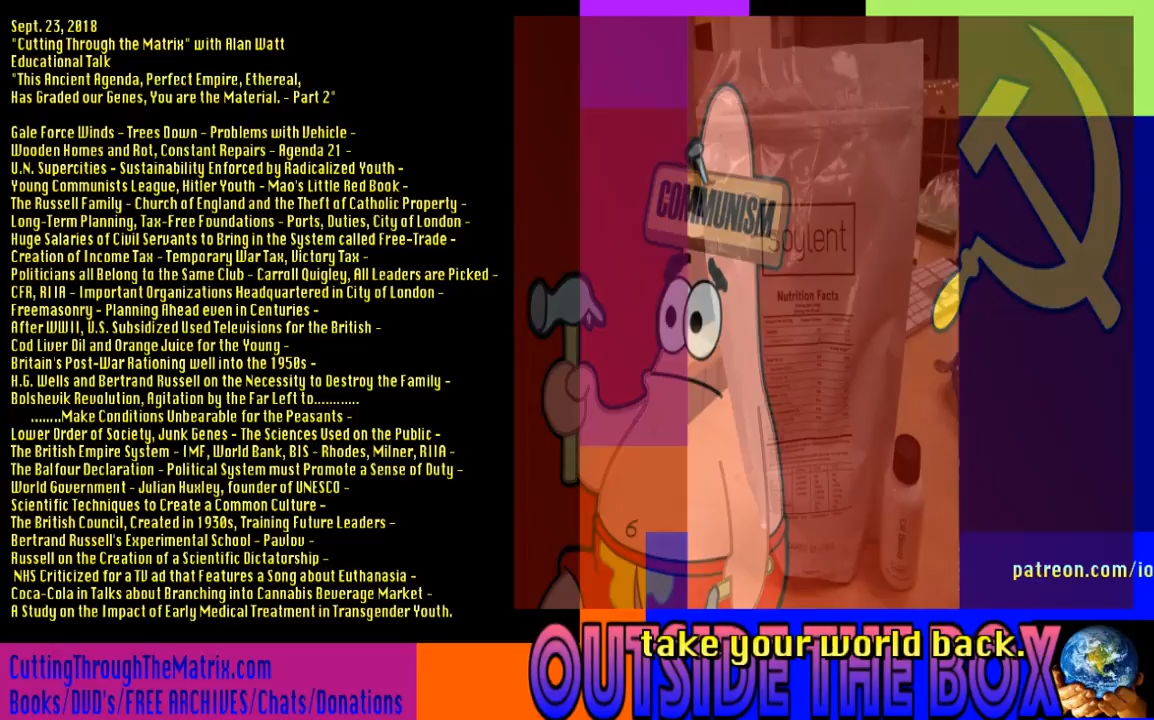 Sept. 23, 2018
"Cutting Through the Matrix" with Alan Watt
Educational Talk
"This Ancient Agenda, Perfect Empire, Ethereal,
Has Graded our Genes, You are the Material. - Part 2"
Gale Force Winds - Trees Down - Problems with Vehicle -
Wooden Homes and Rot, Constant Repairs - Agenda 21 -
U.N. Supercities - Sustainability Enforced by Radicalized Youth -
Young Communists League, Hitler Youth - Mao's Little Red Book -
The Russell Family - Church of England and the Theft of Catholic Property -
Long-Term Planning, Tax-Free Foundations - Ports, Duties, City of London -
Huge Salaries of Civil Servants to Bring in the System called Free-Trade -
Creation of Income Tax - Temporary War Tax, Victory Tax -
Politicians all Belong to the Same Club - Carroll Quigley, All Leaders are Picked -
CFR, RIIA - Important Organizations Headquartered in City of London -
Freemasonry - Planning Ahead even in Centuries -
After WWII, U.S. Subsidized Used Televisions for the British -
Cod Liver Oil and Orange Juice for the Young -
Britain's Post-War Rationing well into the 1950s -
H.G. Wells and Bertrand Russell on the Necessity to Destroy the Family -
Bolshevik Revolution, Agitation by the Far Left to............
........Make Conditions Unbearable for the Peasants -
Lower Order of Society, Junk Genes - The Sciences Used on the Public -
The British Empire System - IMF, World Bank, BIS - Rhodes, Milner, RIIA -
The Balfour Declaration - Political System must Promote a Sense of Duty -
World Government - Julian Huxley, founder of UNESCO -
Scientific Techniques to Create a Common Culture -
The British Council, Created in 1930s, Training Future Leaders -
Bertrand Russell's Experimental School - Pavlov -
Russell on the Creation of a Scientific Dictatorship -
NHS Criticized for a TV ad that Features a Song about Euthanasia -
Coca-Cola in Talks about Branching into Cannabis Beverage Market -
A Study on the Impact of Early Medical Treatment in Transgender Youth.
CuttingThroughTheMatrix.com
Books/DVD's/FREE ARCHIVES/Chats/Donations
COMMUNISM
soylent
Nutrition Facts
patreon.com/io
take your world back.
OUTSIDE THE BOX